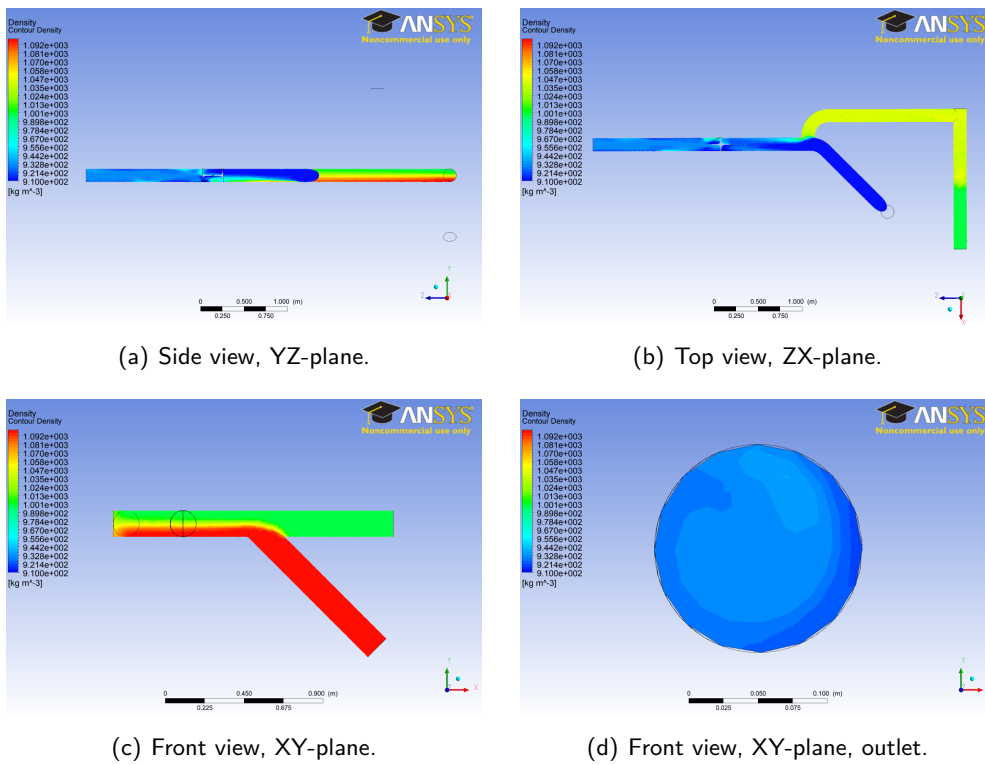 Density
Contour Density
1.092e+003
1.081e+003
1.070e+003
1.058e+003
1.047e+003
1.035e+003
1.024e+003
1.013e+003
1.001e+003
9.898e+002
9.784e+002
9.670e+002
9.556e+002
9.442e+002
9.328e+002
9.214e+002
9.100e+002
[kg m^-3]
ANSYS
Noncommercial use only
0 0.500 1.000 (m)
0.250 0.750
Z Y X
(a) Side view, YZ-plane.
Density
Contour Density
1.092e+003
1.081e+003
1.070e+003
1.058e+003
1.047e+003
1.035e+003
1.024e+003
1.013e+003
1.001e+003
9.898e+002
9.784e+002
9.670e+002
9.556e+002
9.442e+002
9.328e+002
9.214e+002
9.100e+002
[kg m^-3]
ANSYS
Noncommercial use only
0 0.500 1.000 (m)
0.250 0.750
Z Y X
(b) Top view, ZX-plane.
Density
Contour Density
1.092e+003
1.081e+003
1.070e+003
1.058e+003
1.047e+003
1.035e+003
1.024e+003
1.013e+003
1.001e+003
9.898e+002
9.784e+002
9.670e+002
9.556e+002
9.442e+002
9.328e+002
9.214e+002
9.100e+002
[kg m^-3]
ANSYS
Noncommercial use only
0 0.450 0.900 (m)
0.225 0.675
Y
X
(c) Front view, XY-plane.
Density
Contour Density
1.092e+003
1.081e+003
1.070e+003
1.058e+003
1.047e+003
1.035e+003
1.024e+003
1.013e+003
1.001e+003
9.898e+002
9.784e+002
9.670e+002
9.556e+002
9.442e+002
9.328e+002
9.214e+002
9.100e+002
[kg m^-3]
ANSYS
Noncommercial use only
0 0.050 0.100 (m)
0.025 0.075
Y
X
(d) Front view, XY-plane, outlet.